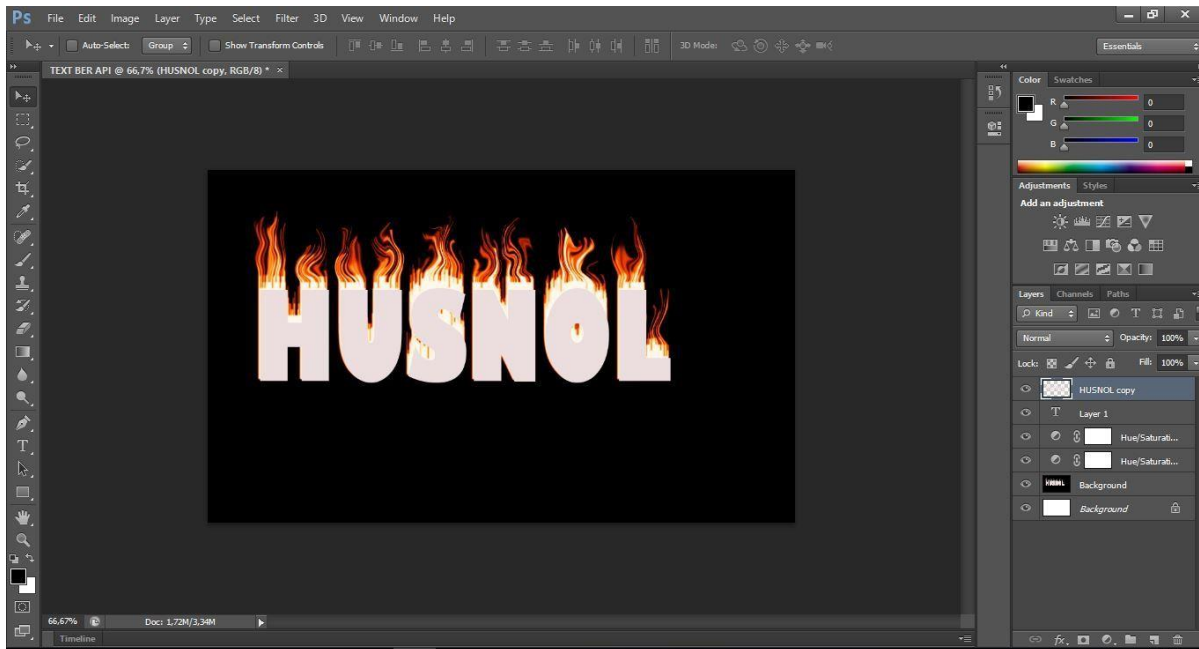 Ps File Edit Image Layer Type Select Filter 3D View Window Help
Auto-Select: Group Show Transform Controls 3D Mode: Essentials
TEXT BER API @ 66,7% (HUSNOL copy, RGB/8) * ×
Color Swatches
R 0
G 0
B 0
Adjustments Styles
Add an adjustment
HUSNOL
Layers Channels Paths
Kind T
Normal Opacity: 100%
Lock: Fill: 100%
HUSNOL copy
T Layer 1
Hue/Saturati...
Hue/Saturati...
HUSNOL Background
Background
T
66,67% Doc: 1,72M/3,34M
Timeline
fx.